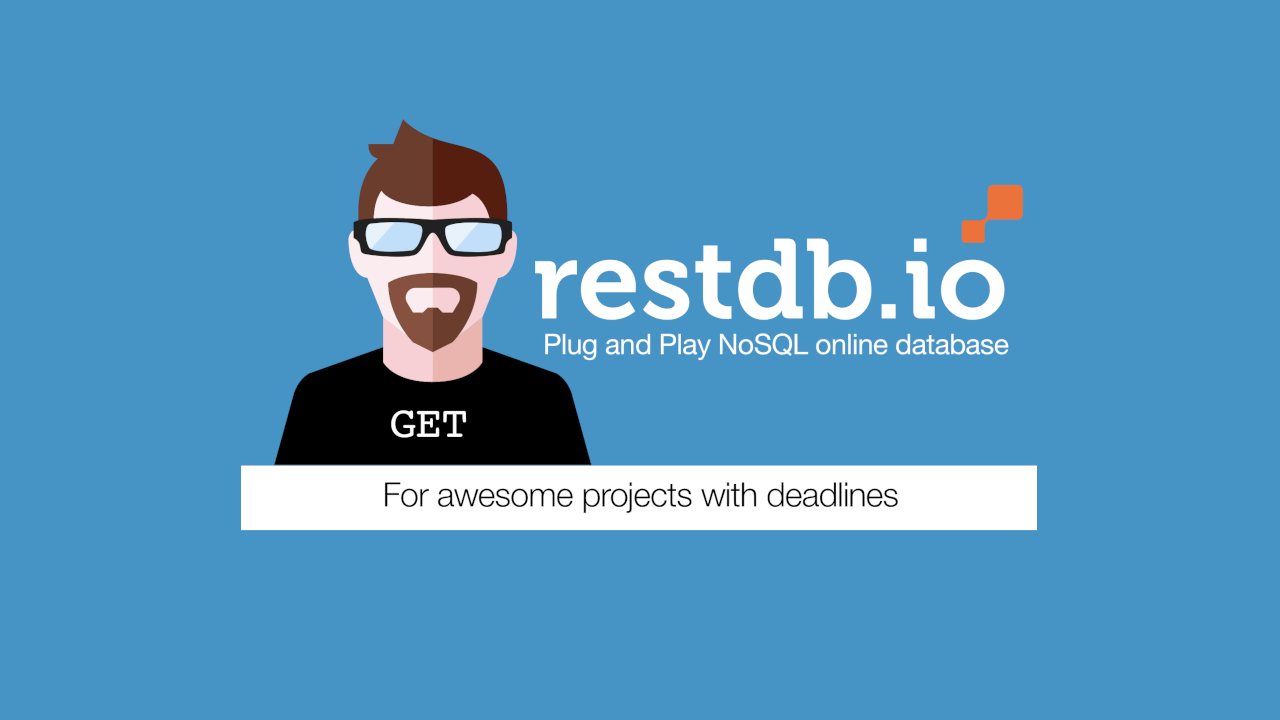 restdb.io
Plug and Play NoSQL online database
GET
For awesome projects with deadlines